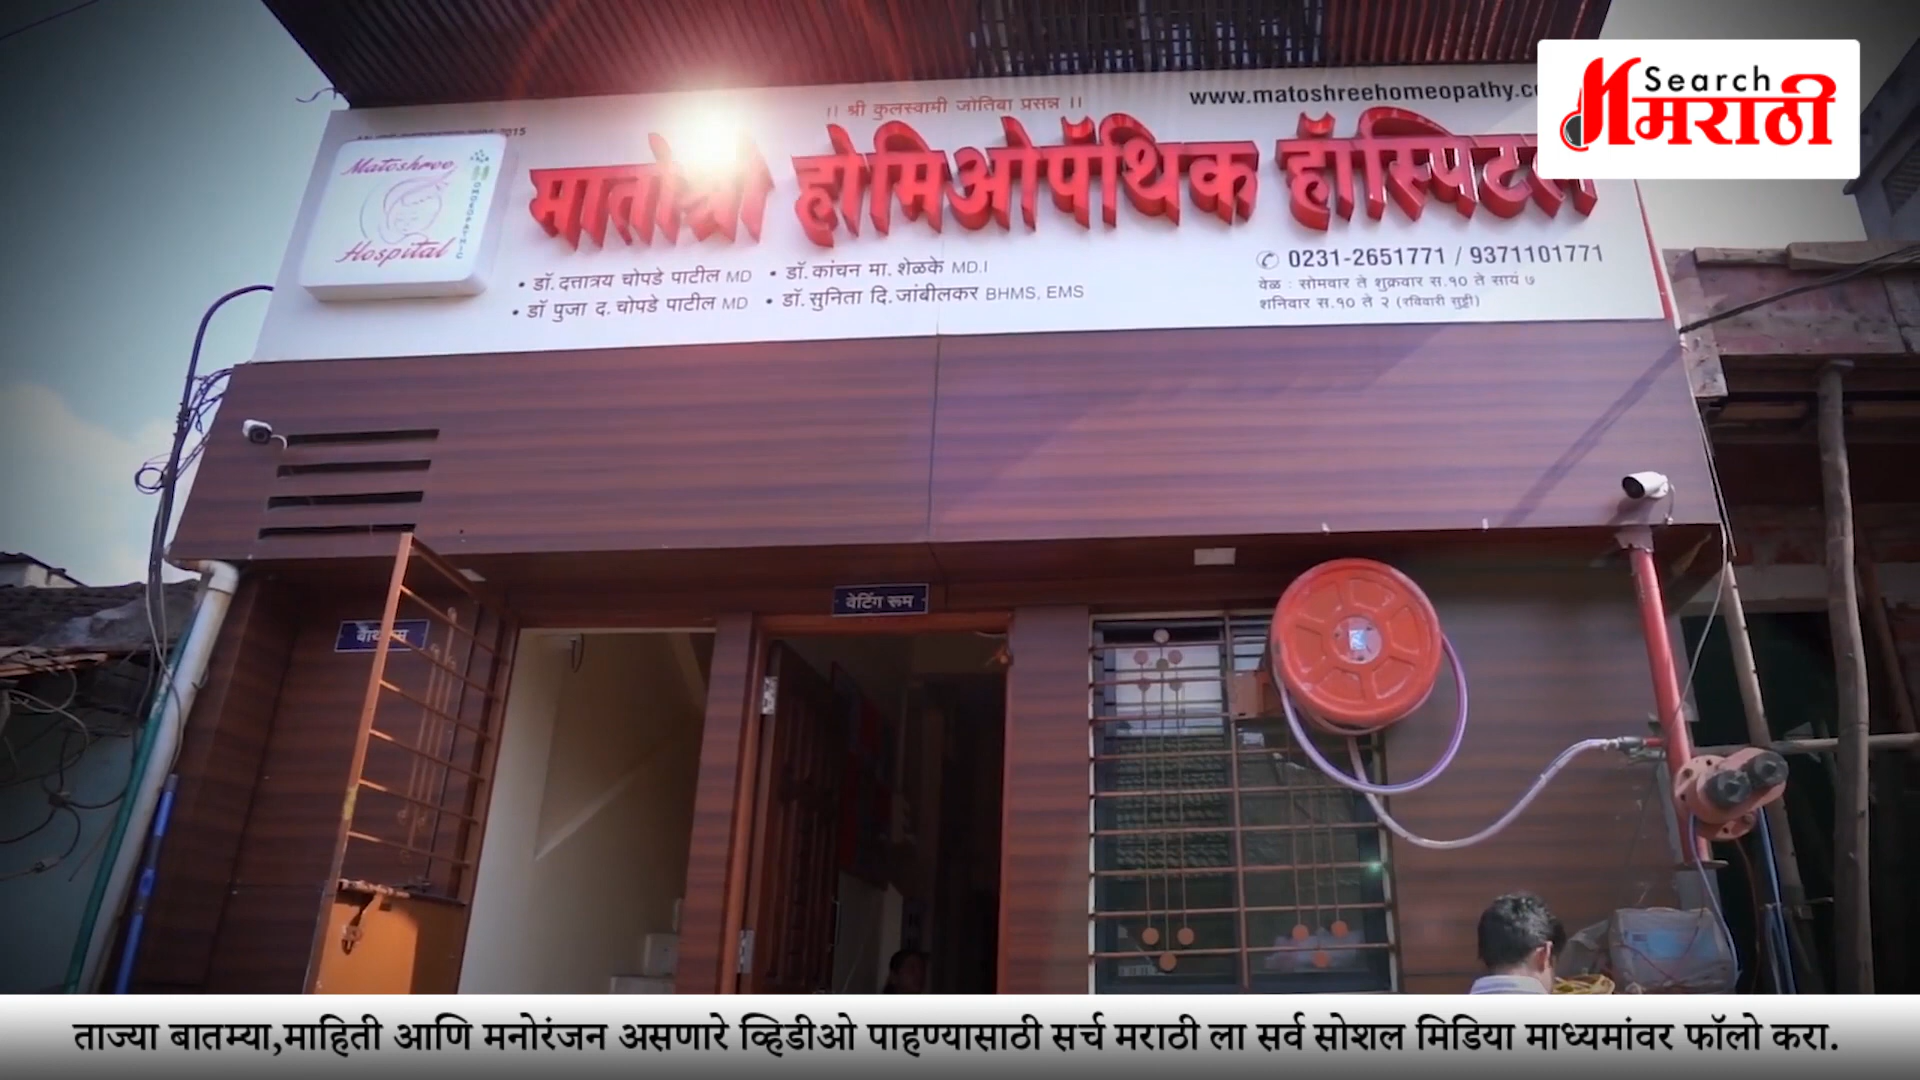 Search
मराठी
।। श्री कुलस्वामी जोतिबा प्रसन्न ।।
www.matoshreehomeopathy.c
2015
Matoshree
Hospital
HOMOEOPATHIC
मातोश्री होमिओपॅथिक हॉस्पिटल
• डॉ. दत्तात्रय चोपडे पाटील MD
• डॉ. कांचन मा. शेळके MD.I
• डॉ पुजा द. चोपडे पाटील MD
• डॉ. सुनिता दि. जांबीलकर BHMS, EMS
0231-2651771 / 9371101771
वेळ : सोमवार ते शुक्रवार स.१० ते सायं ७
शनिवार स.१० ते २ (रविवारी सुट्टी)
वेटिंग रूम
ताज्या बातम्या,माहिती आणि मनोरंजन असणारे व्हिडीओ पाहण्यासाठी सर्च मराठी ला सर्व सोशल मिडिया माध्यमांवर फॉलो करा.